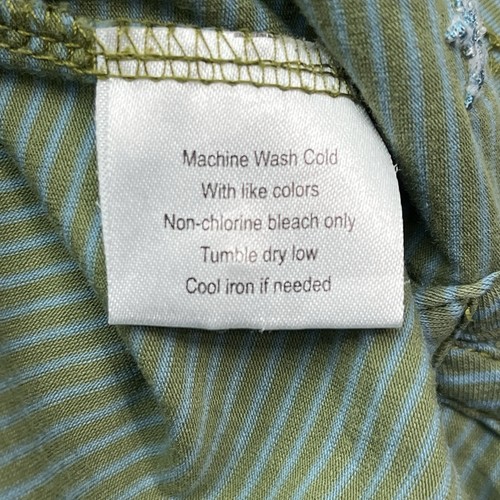 Machine Wash Cold
With like colors
Non-chlorine bleach only
Tumble dry low
Cool iron if needed